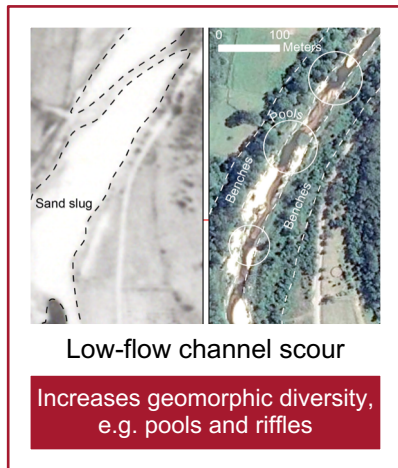 0 100
Meters
Pools
Benches
Benches
Sand slug
Low-flow channel scour
Increases geomorphic diversity,
e.g. pools and riffles